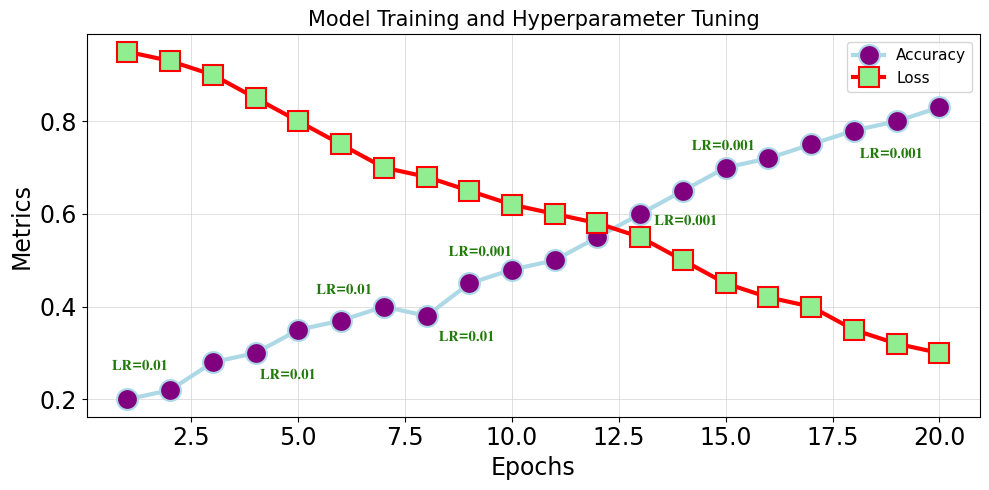 Model Training and Hyperparameter Tuning
Accuracy
Loss
Metrics
0.8
0.6
0.4
0.2
LR=0.01
LR=0.01
LR=0.01
LR=0.01
LR=0.001
LR=0.001
LR=0.001
LR=0.001
2.5 5.0 7.5 10.0 12.5 15.0 17.5 20.0
Epochs